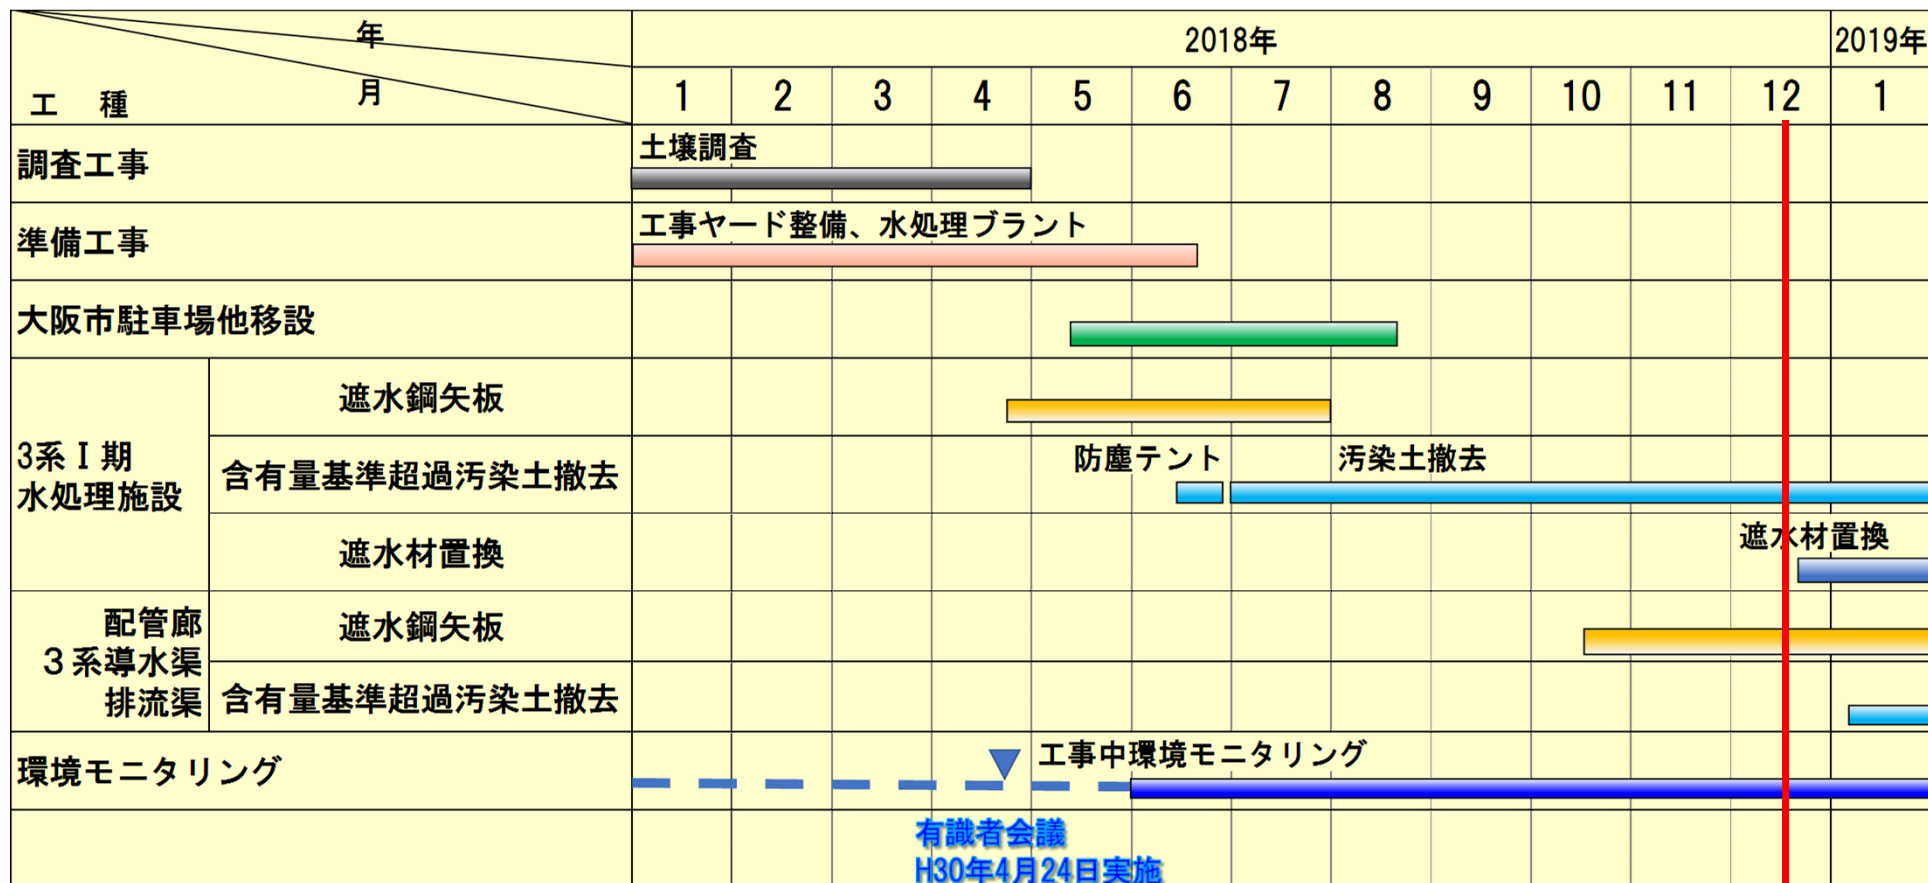 年
2018年
2019年
月
工 種
1 2 3 4 5 6 7 8 9 10 11 12 1
調査工事
土壌調査
準備工事
工事ヤード整備、水処理プラント
大阪市駐車場他移設
3系Ⅰ期
水処理施設
遮水鋼矢板
含有量基準超過汚染土撤去
防塵テント
汚染土撤去
遮水材置換
遮水材置換
配管廊
３系導水渠
排流渠
遮水鋼矢板
含有量基準超過汚染土撤去
環境モニタリング
工事中環境モニタリング
有識者会議
H30年4月24日実施